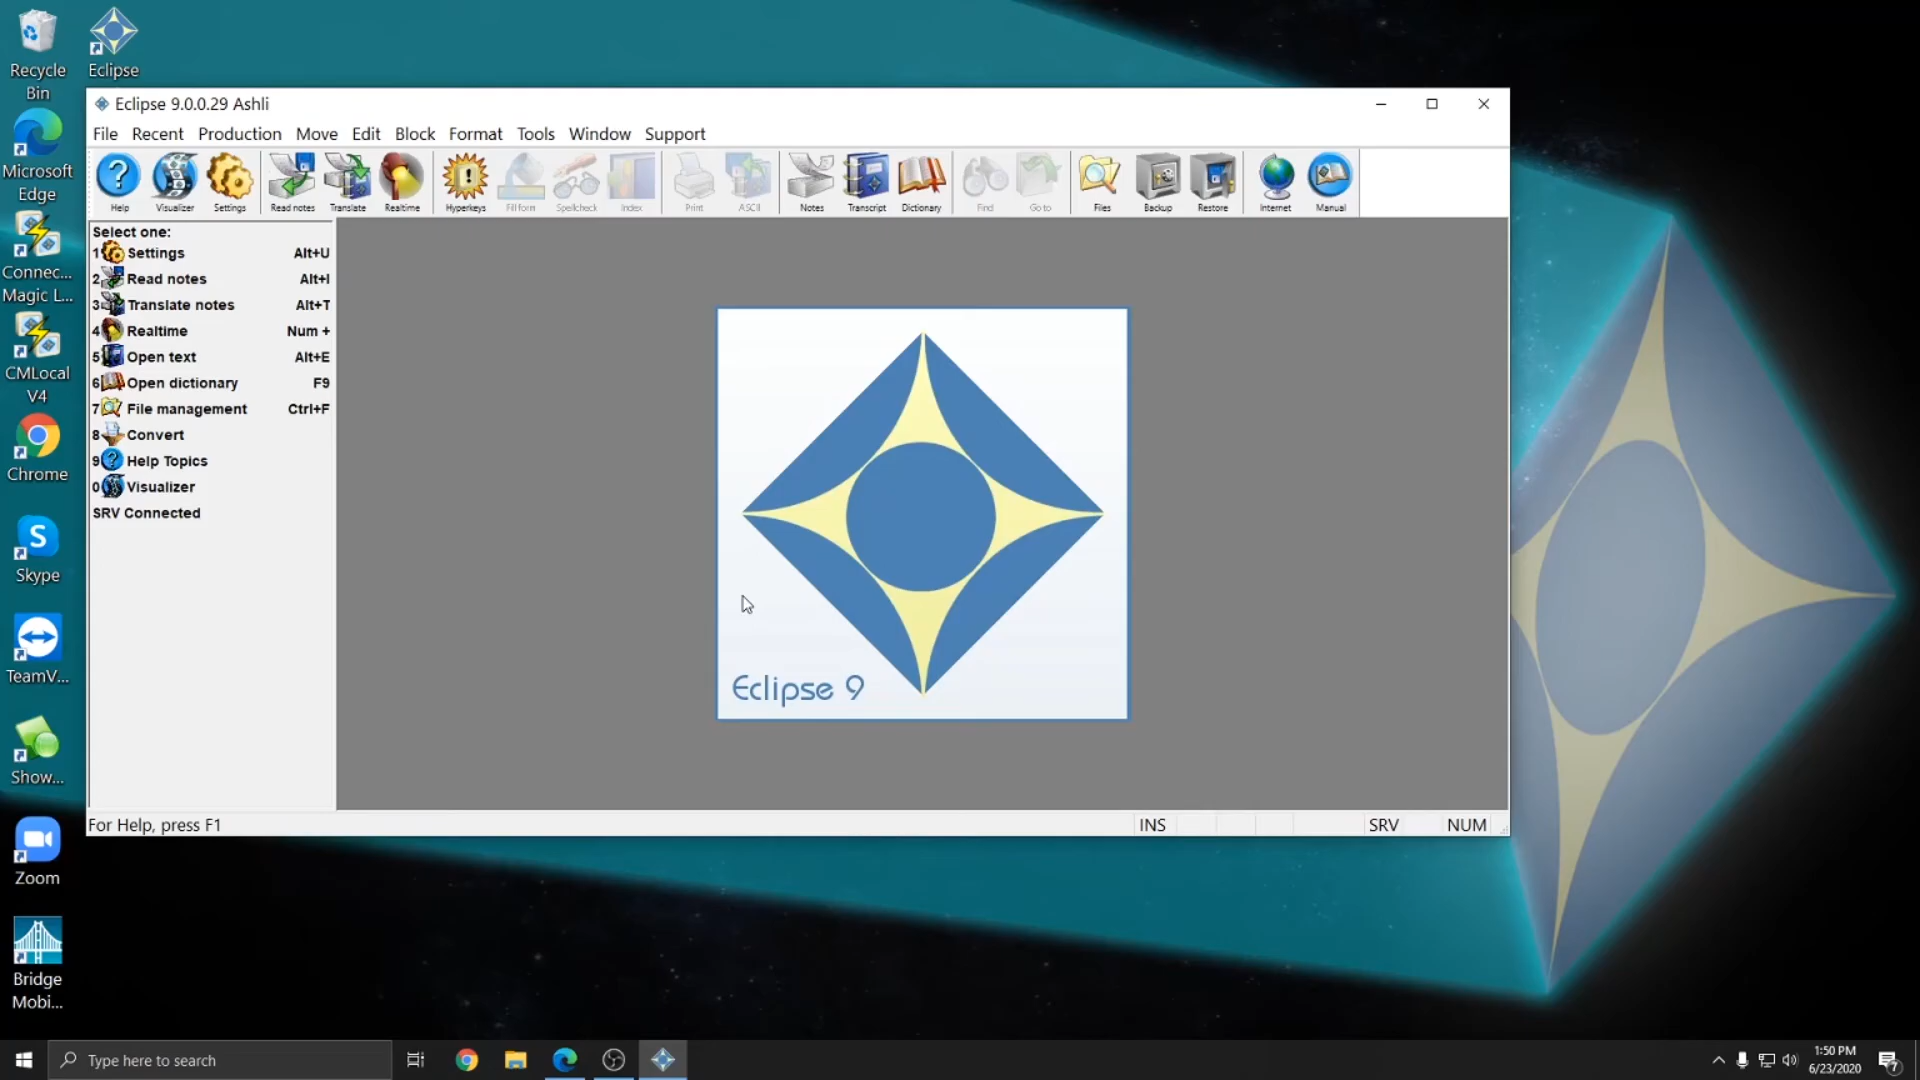 Recycle
Bin
Eclipse
Microsoft
Edge
Connec...
Magic L...
CMLocal
V4
Chrome
Skype
TeamV...
Show...
Zoom
Bridge
Mobi...
Eclipse 9.0.0.29 Ashli
File Recent Production Move Edit Block Format Tools Window Support
Help Visualizer Settings Read notes Translate Realtime Hyperkeys Fill form Spellcheck Index Print ASCII Notes Transcript Dictionary Find Go to Files Backup Restore Internet Manual
Select one:
1 Settings Alt+U
2 Read notes Alt+I
3 Translate notes Alt+T
4 Realtime Num +
5 Open text Alt+E
6 Open dictionary F9
7 File management Ctrl+F
8 Convert
9 Help Topics
0 Visualizer
SRV Connected
Eclipse 9
For Help, press F1 INS SRV NUM
Type here to search
1:50 PM
6/23/2020
7